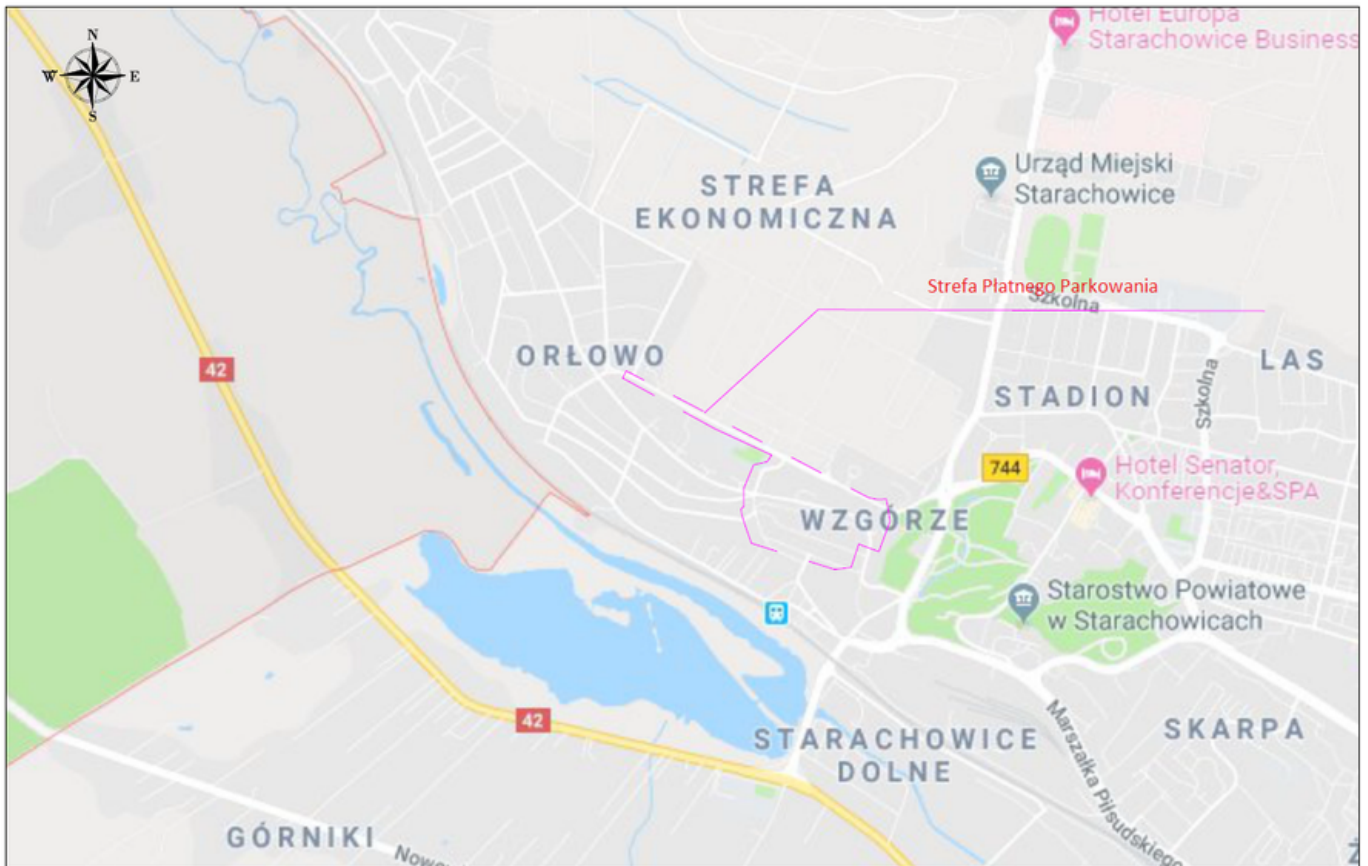 Hotel Europa
Starachowice Business
N
W
E
S
Urząd Miejski
Starachowice
STREFA
EKONOMICZNA
Strefa Płatnego Parkowania
Szkolna
ORŁOWO
LAS
42
STADION
Szkolna
744
Hotel Senator,
Konferencje&SPA
WZGÓRZE
Starostwo Powiatowe
w Starachowicach
42
STARACHOWICE
DOLNE
SKARPA
Marszałka Piłsudskiego
GÓRNIKI